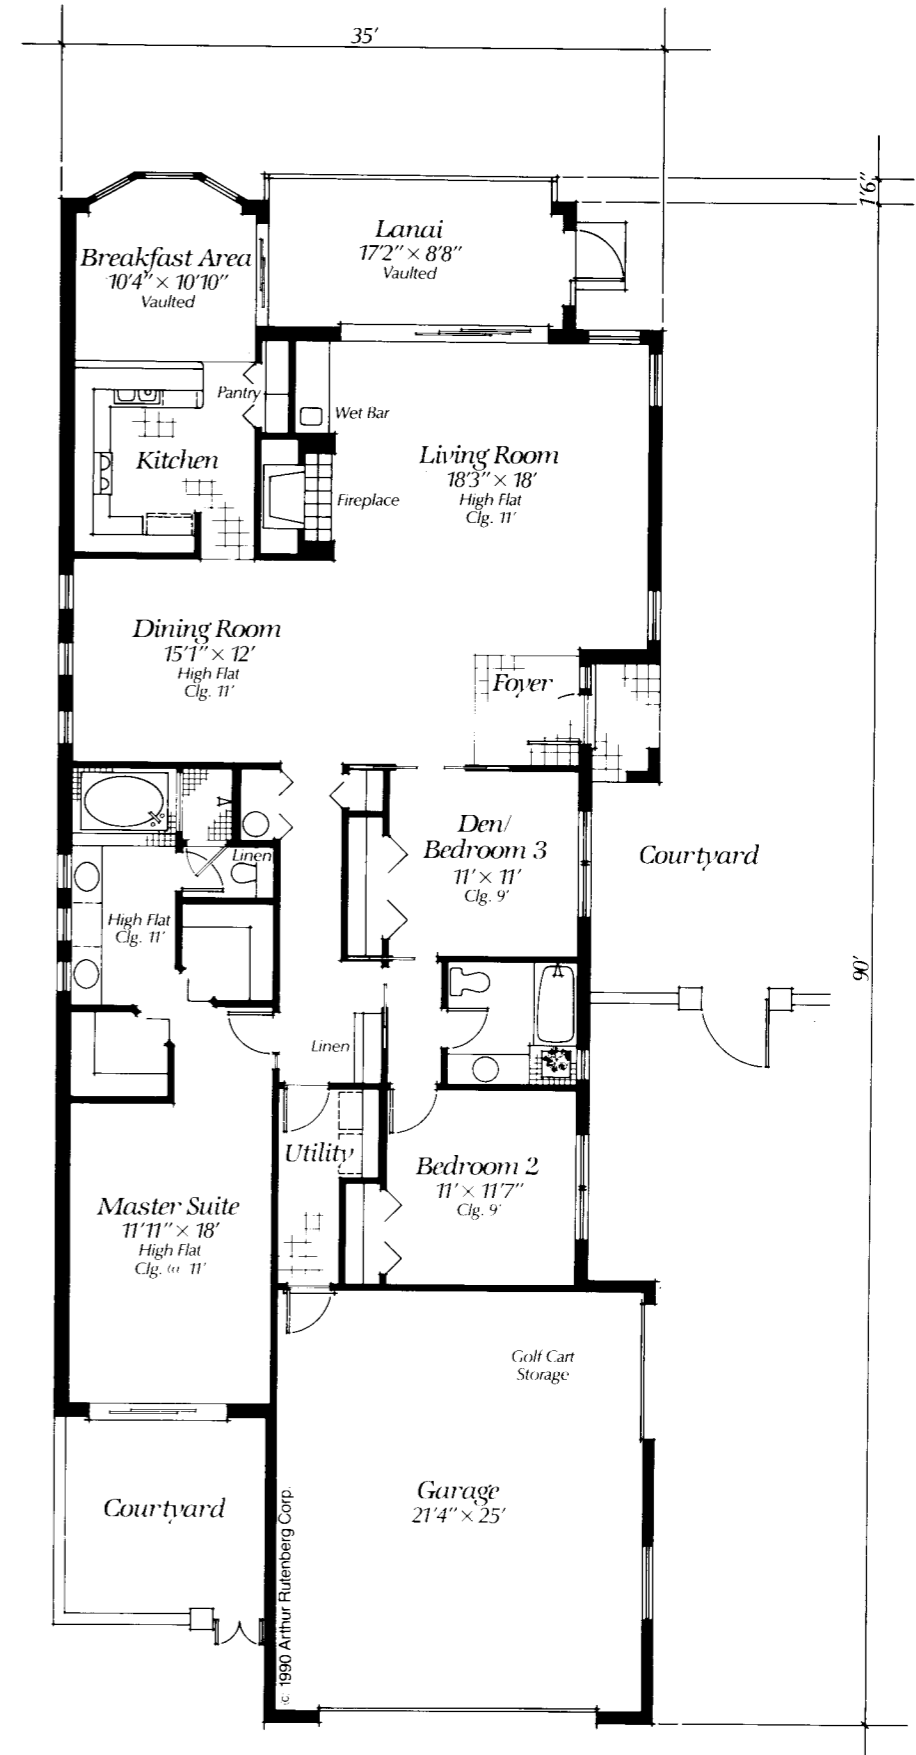 35'
1'6"
Lanai
17'2" × 8'8"
Vaulted
Breakfast Area
10'4" × 10'10"
Vaulted
Pantry
Wet Bar
Kitchen
Living Room
18'3" × 18'
High Flat
Clg. 11'
Fireplace
Dining Room
15'1" × 12'
High Flat
Clg. 11'
Foyer
Den/
Bedroom 3
11' × 11'
Clg. 9'
Courtyard
Linen
High Flat
Clg. 11'
90'
Linen
Utility
Bedroom 2
11' × 11'7"
Clg. 9'
Master Suite
11'11" × 18'
High Flat
Clg. @ 11'
Golf Cart
Storage
Garage
21'4" × 25'
Courtyard
(c) 1990 Arthur Rutenberg Corp.